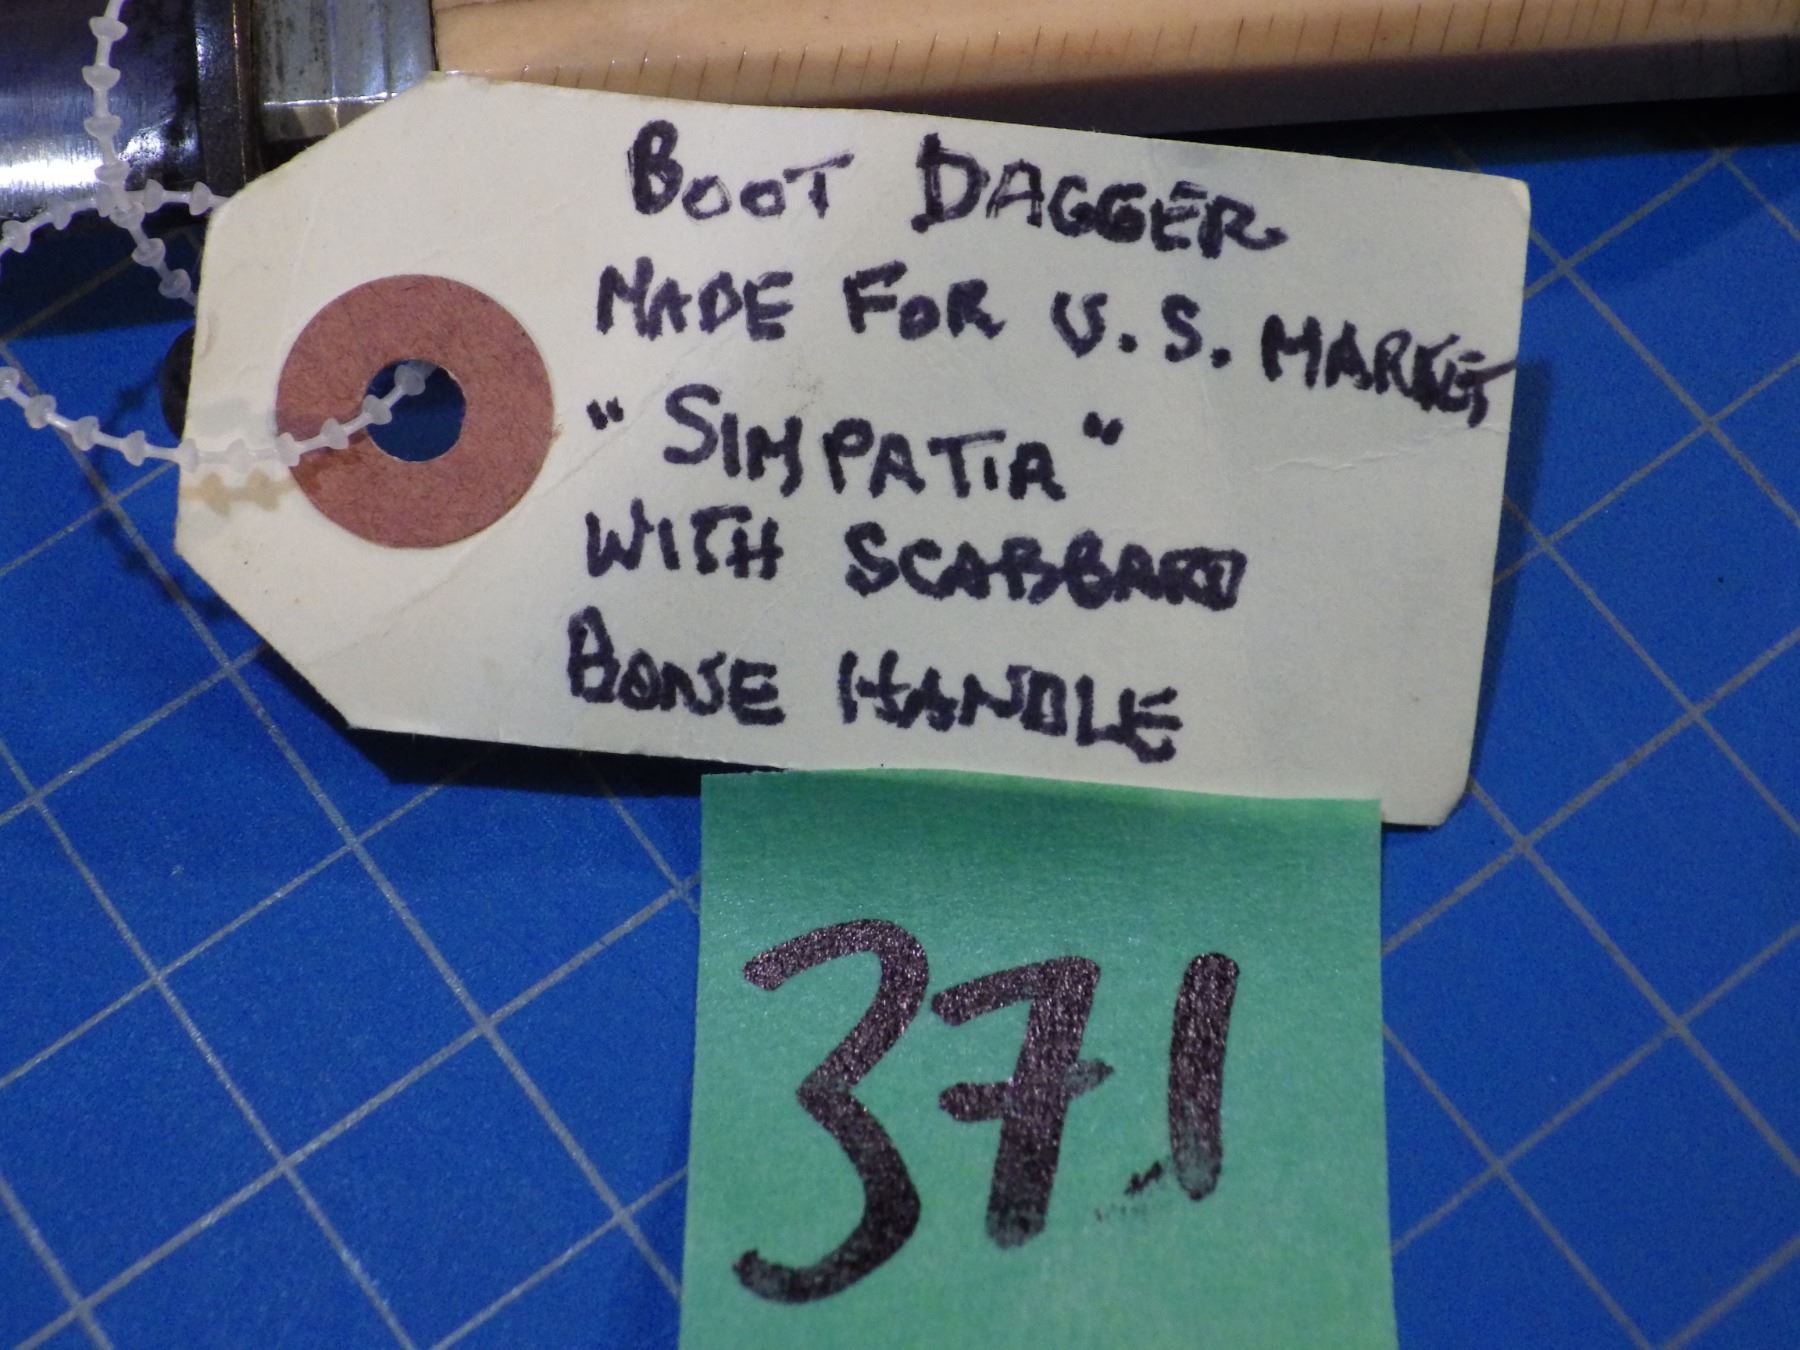 BOOT DAGGER
MADE FOR U.S. MARKET
"SIMPATIA"
WITH SCABBARD
BONE HANDLE
371